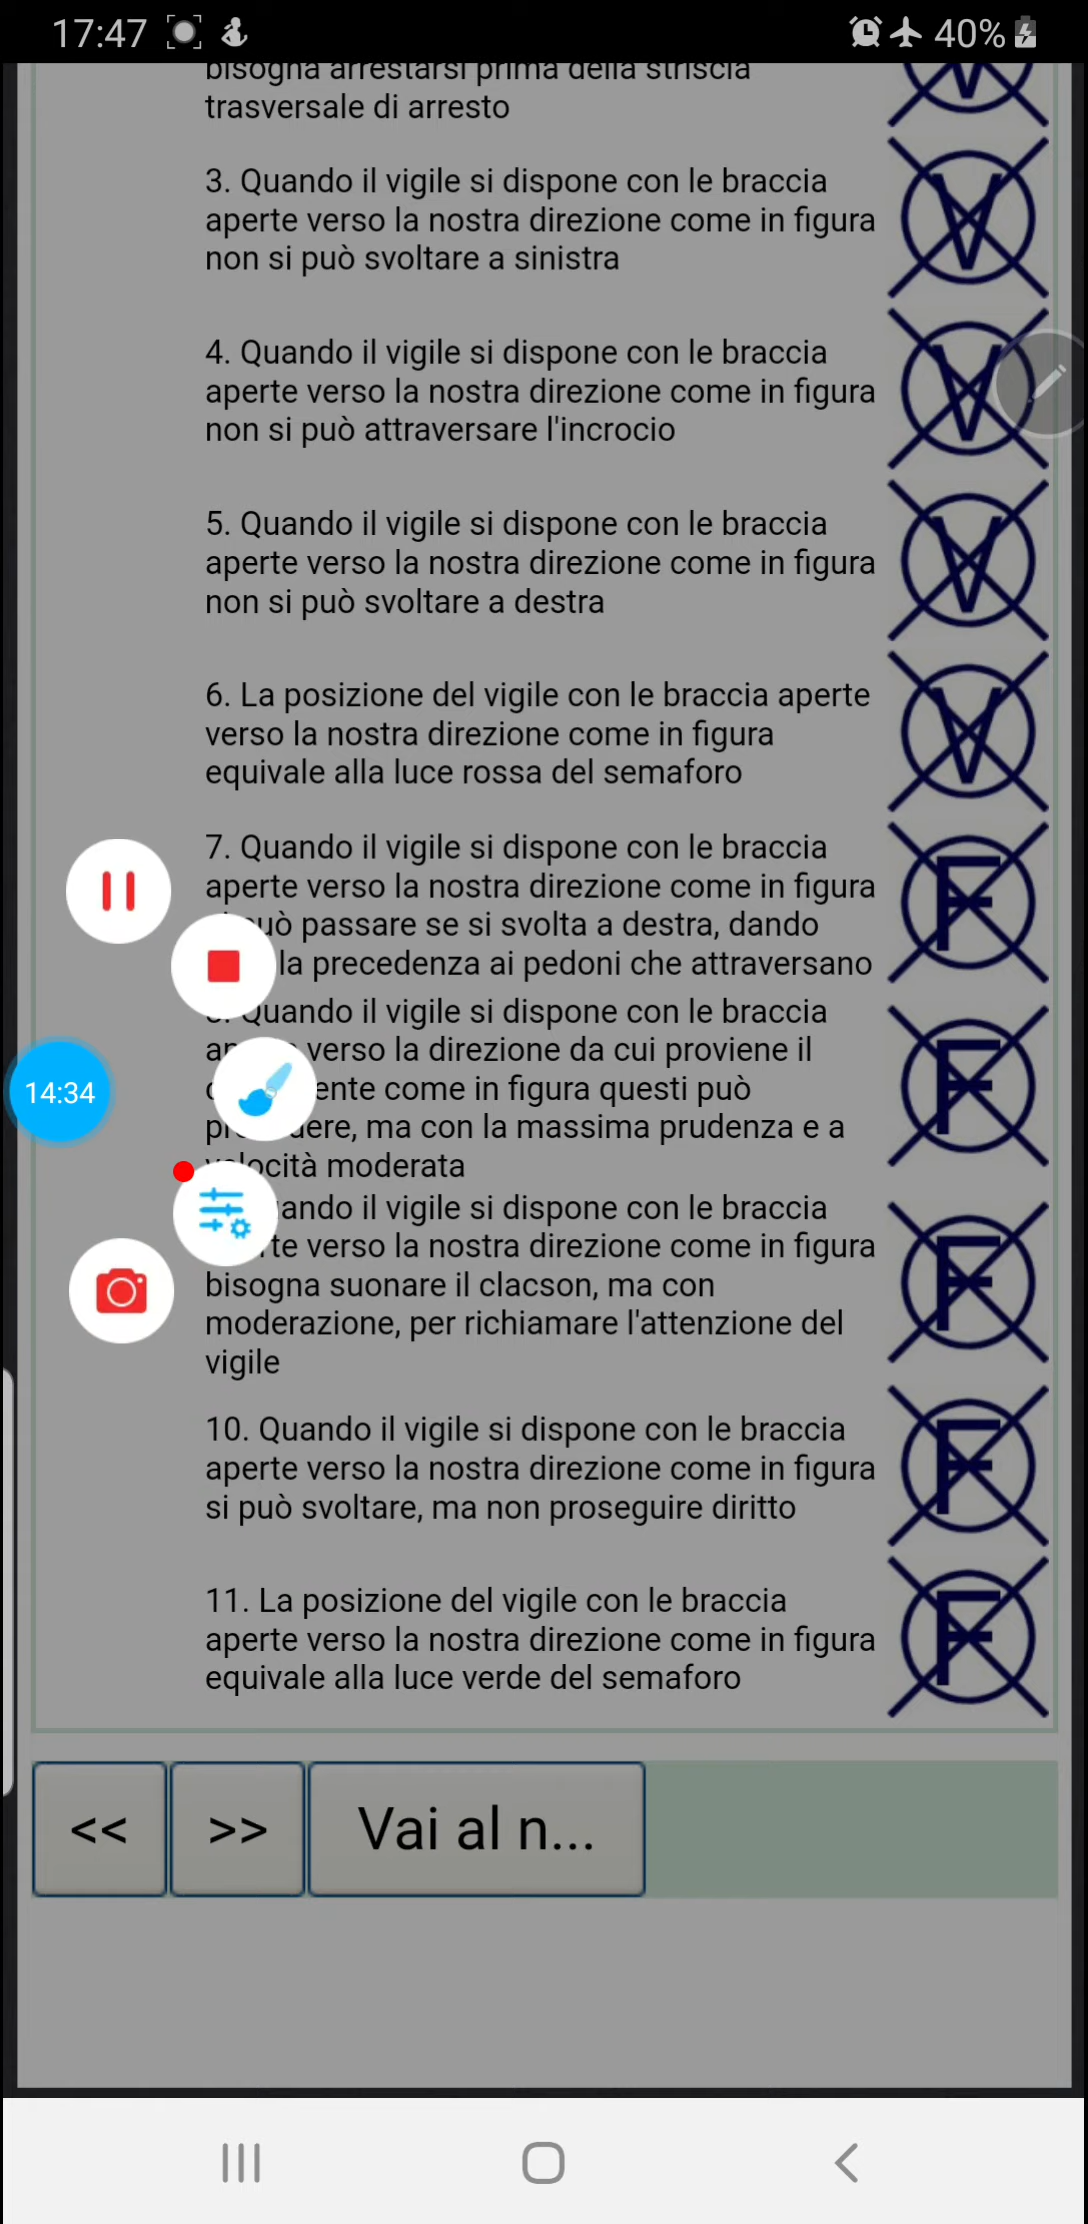 17:47
40%
bisogna arrestarsi prima della striscia
trasversale di arresto
V
3. Quando il vigile si dispone con le braccia
aperte verso la nostra direzione come in figura
non si può svoltare a sinistra
V
4. Quando il vigile si dispone con le braccia
aperte verso la nostra direzione come in figura
non si può attraversare l'incrocio
V
5. Quando il vigile si dispone con le braccia
aperte verso la nostra direzione come in figura
non si può svoltare a destra
V
6. La posizione del vigile con le braccia aperte
verso la nostra direzione come in figura
equivale alla luce rossa del semaforo
V
7. Quando il vigile si dispone con le braccia
aperte verso la nostra direzione come in figura
può passare se si svolta a destra, dando
la precedenza ai pedoni che attraversano
F
Quando il vigile si dispone con le braccia
verso la direzione da cui proviene il
come in figura questi può
ma con la massima prudenza e a
velocità moderata
F
14:34
il vigile si dispone con le braccia
verso la nostra direzione come in figura
bisogna suonare il clacson, ma con
moderazione, per richiamare l'attenzione del
vigile
F
10. Quando il vigile si dispone con le braccia
aperte verso la nostra direzione come in figura
si può svoltare, ma non proseguire diritto
F
11. La posizione del vigile con le braccia
aperte verso la nostra direzione come in figura
equivale alla luce verde del semaforo
F
<< >> Vai al n...